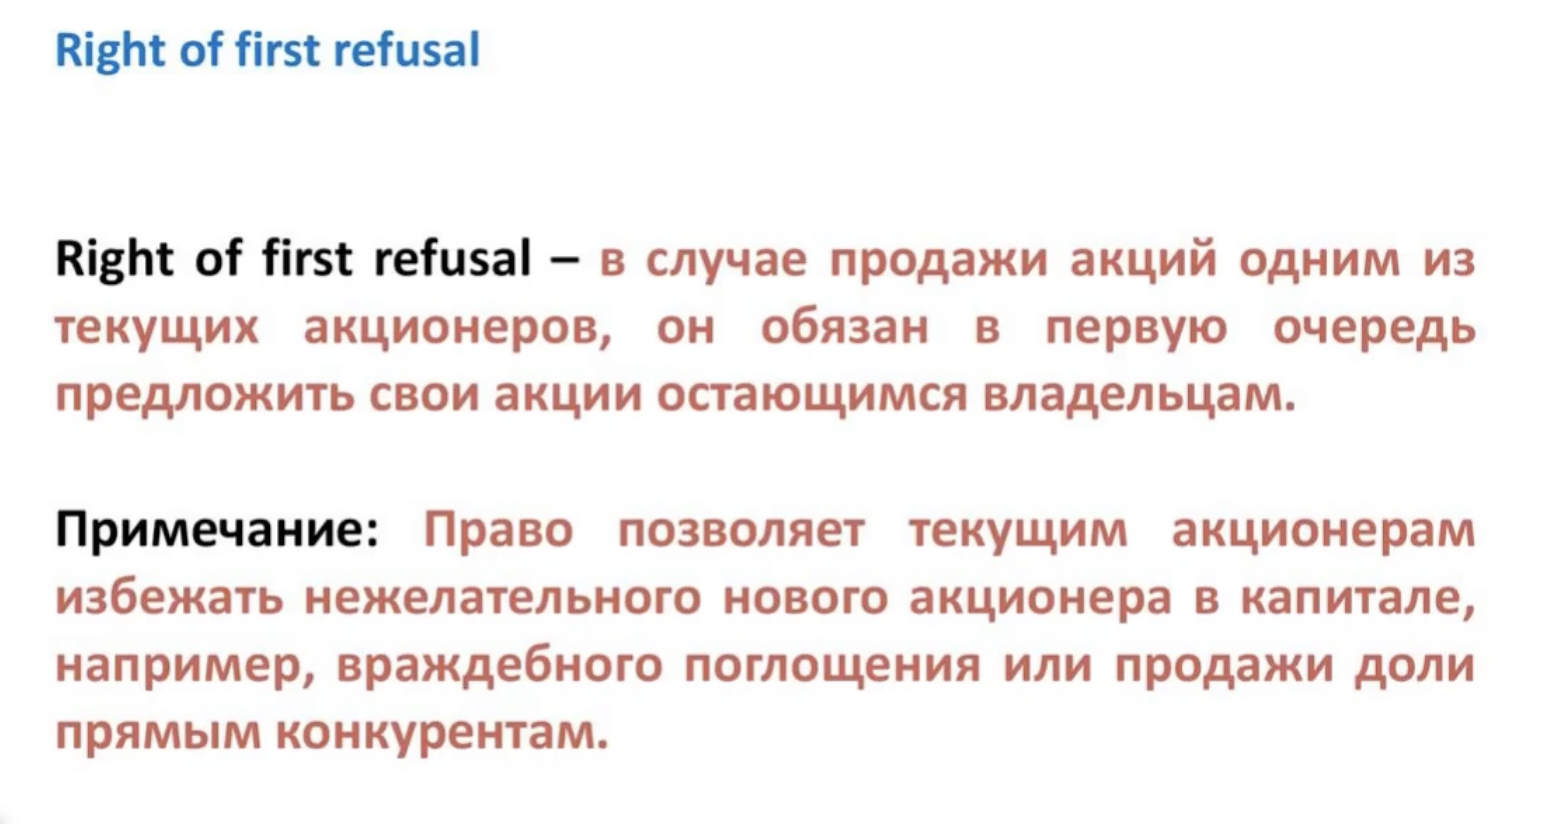 Right of first refusal
Right of first refusal – в случае продажи акций одним из
текущих акционеров, он обязан в первую очередь
предложить свои акции остающимся владельцам.
Примечание: Право позволяет текущим акционерам
избежать нежелательного нового акционера в капитале,
например, враждебного поглощения или продажи доли
прямым конкурентам.